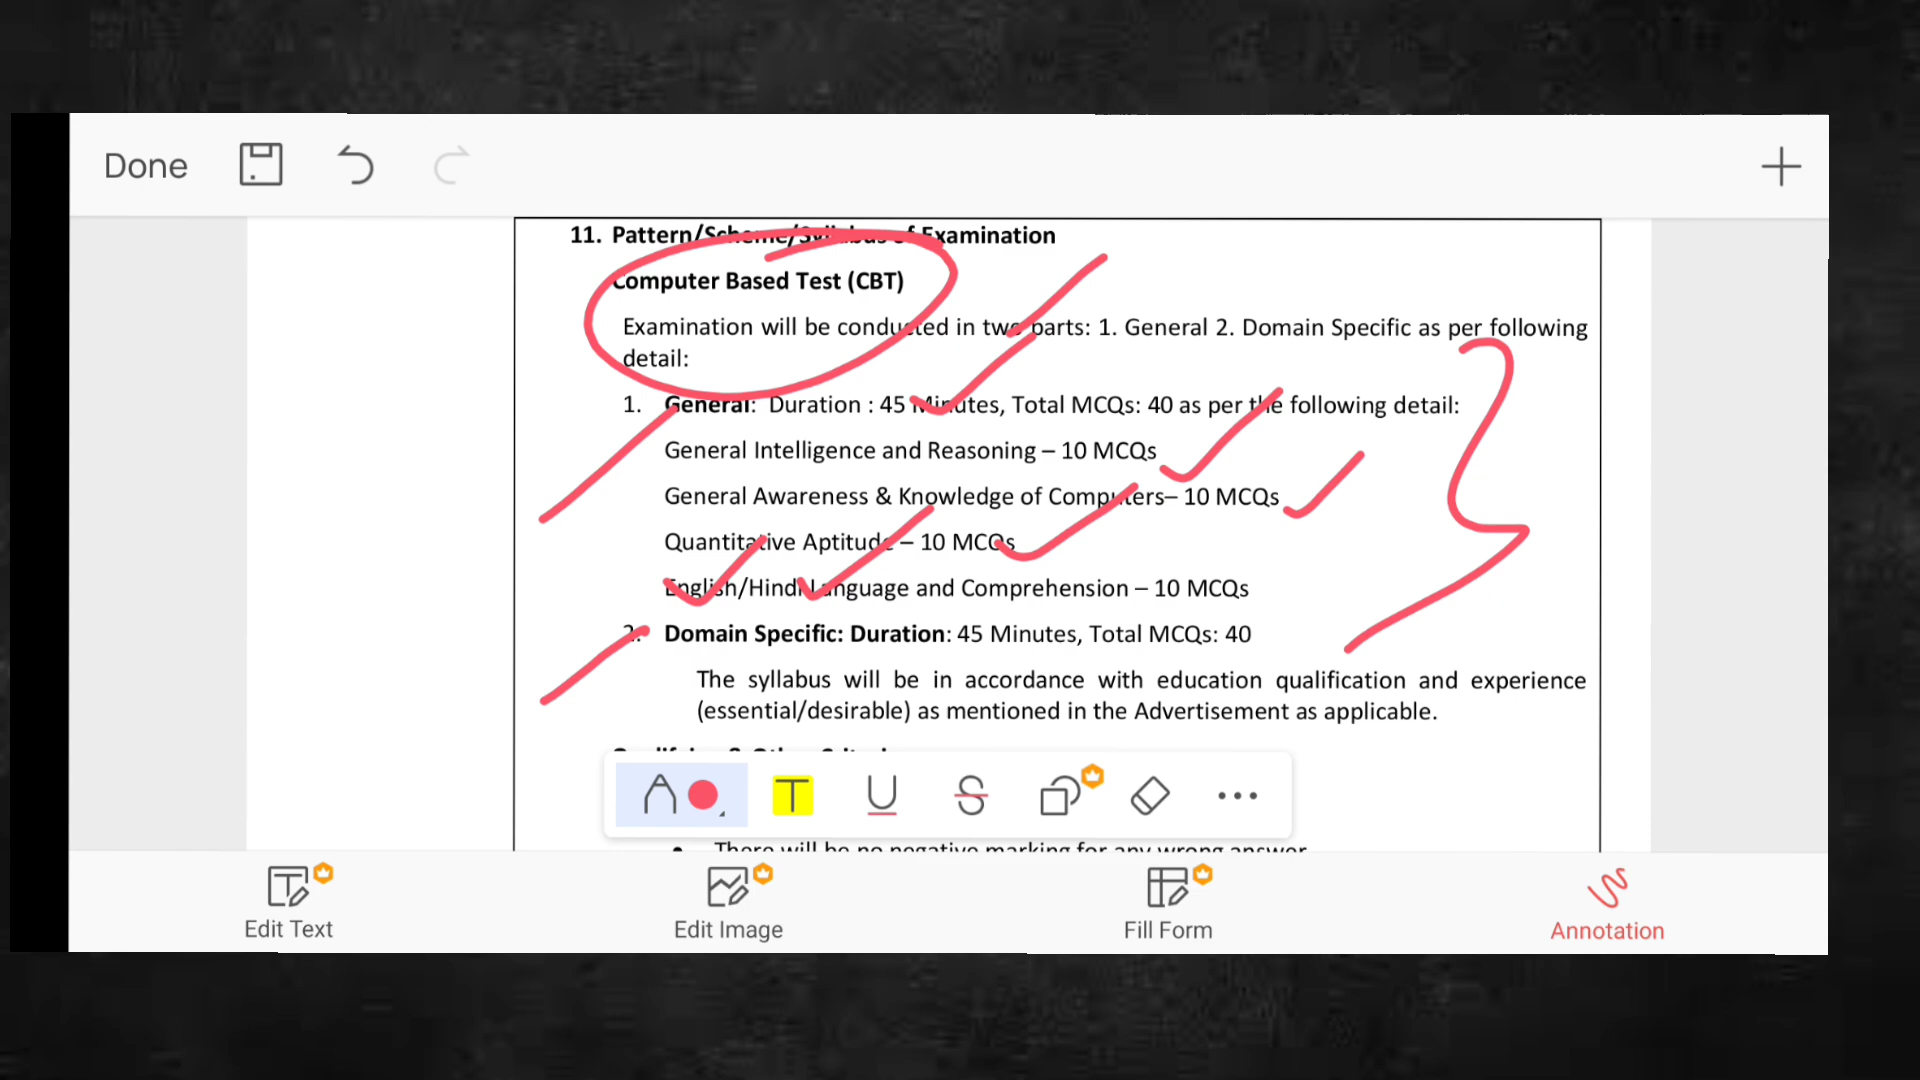 Done
11. Pattern/Scheme/Syllabus of Examination
Computer Based Test (CBT)
Examination will be conducted in two parts: 1. General 2. Domain Specific as per following
detail:
1. General: Duration : 45 Minutes, Total MCQs: 40 as per the following detail:
General Intelligence and Reasoning – 10 MCQs
General Awareness & Knowledge of Computers– 10 MCQs
Quantitative Aptitude – 10 MCQs
English/Hindi Language and Comprehension – 10 MCQs
2. Domain Specific: Duration: 45 Minutes, Total MCQs: 40
The syllabus will be in accordance with education qualification and experience
(essential/desirable) as mentioned in the Advertisement as applicable.
• There will be no negative marking for any wrong answer
Edit Text
Edit Image
Fill Form
Annotation